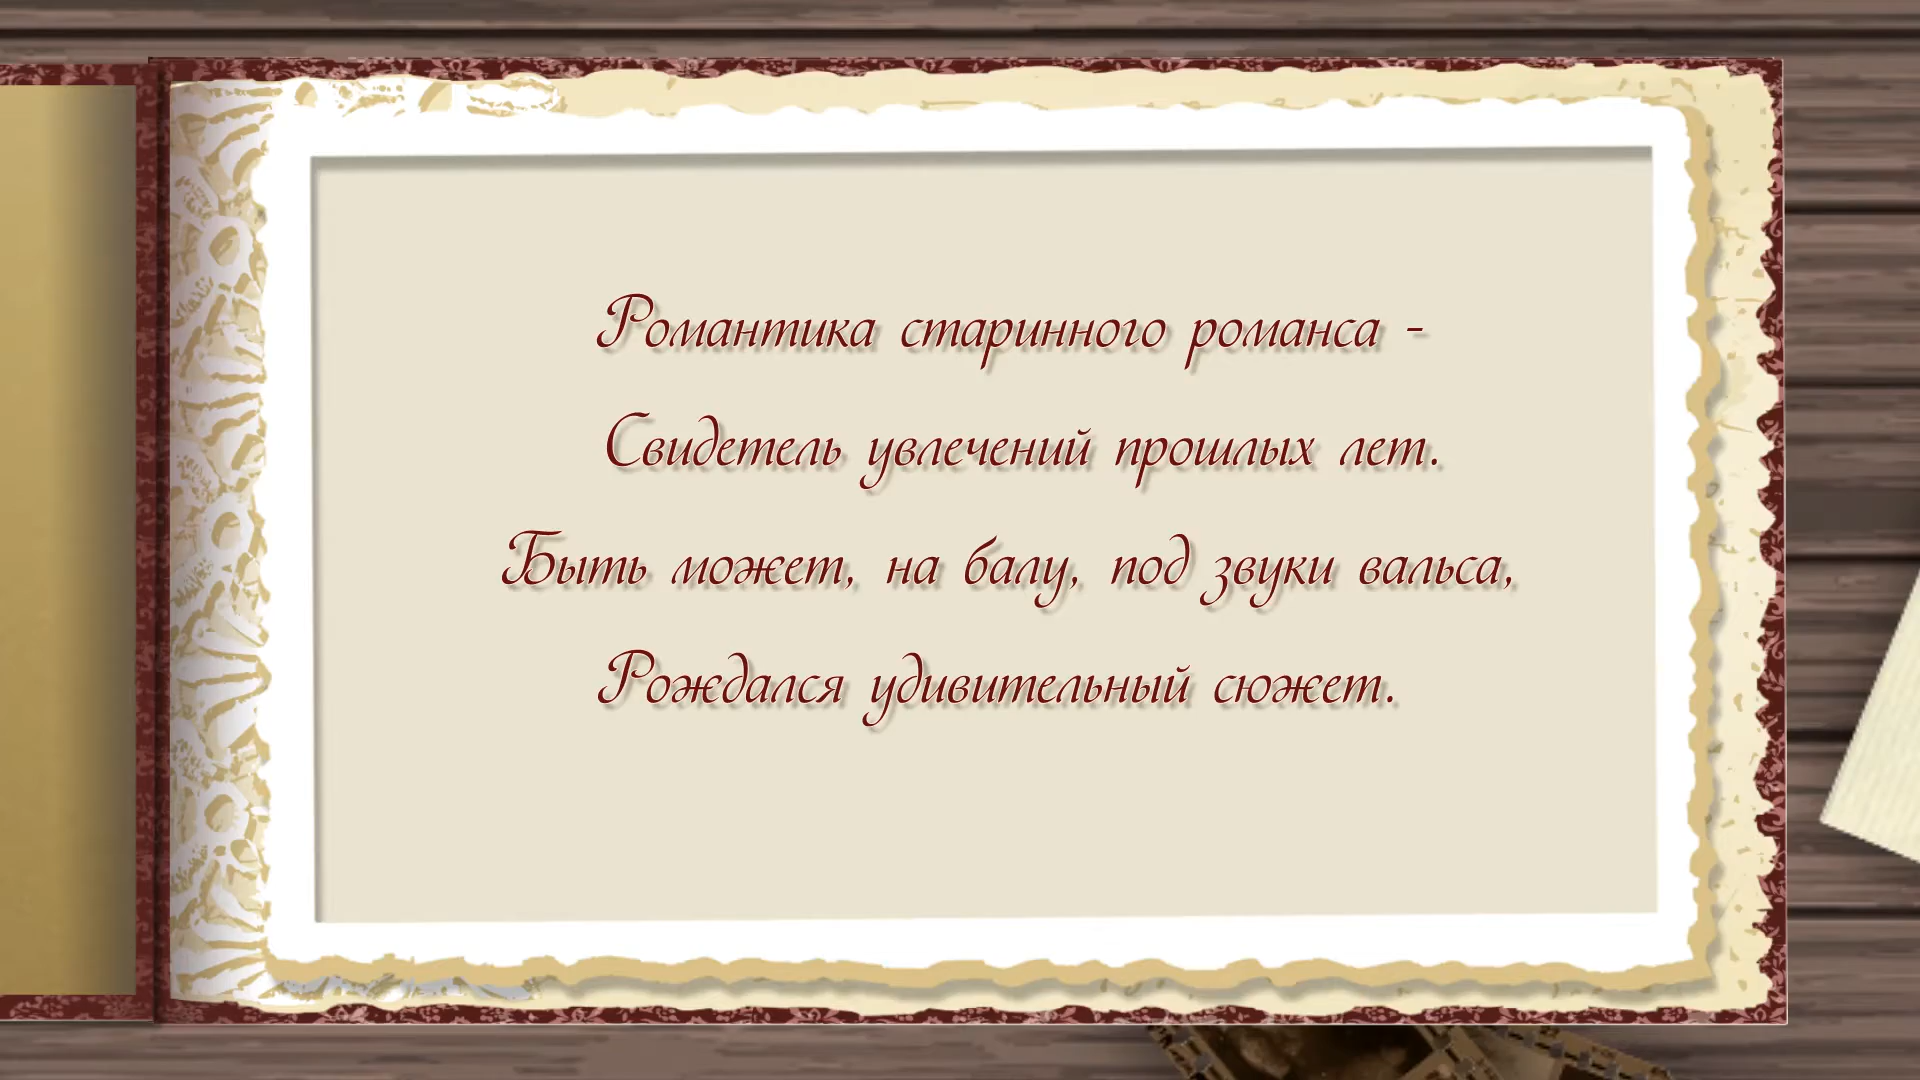 Романтика старинного романса -
Свидетель увлечений прошлых лет.
Быть может, на балу, под звуки вальса,
Рождался удивительный сюжет.